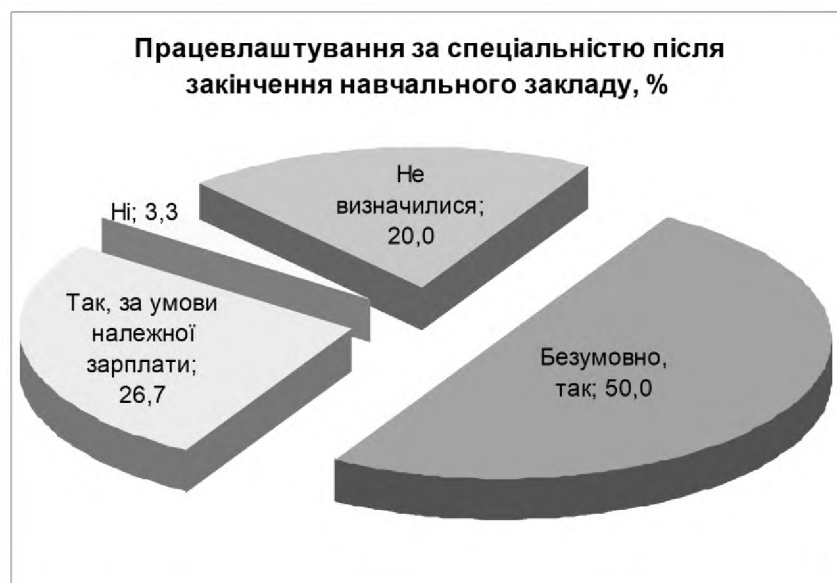 Працевлаштування за спеціальністю після
закінчення навчального закладу, %
Не
визначилися;
20,0
Ні; 3,3
Так, за умови
належної
зарплати;
26,7
Безумовно,
так; 50,0